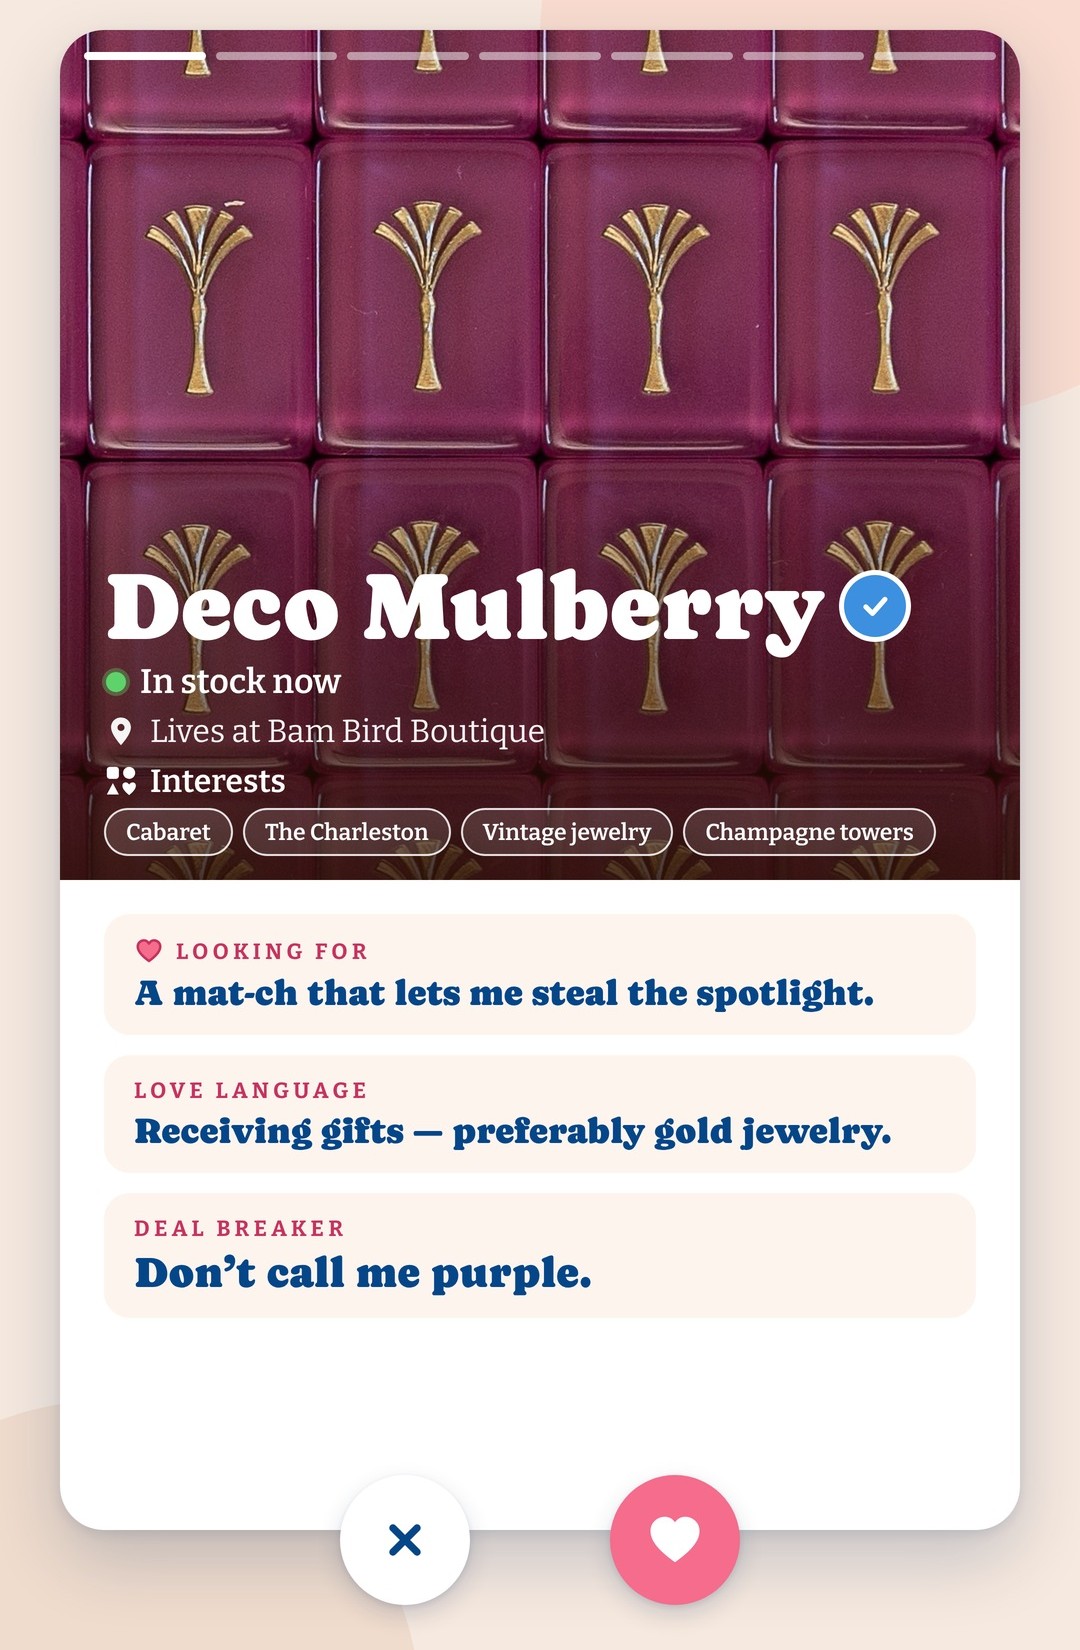 Deco Mulberry
In stock now
Lives at Bam Bird Boutique
Interests
Cabaret
The Charleston
Vintage jewelry
Champagne towers
LOOKING FOR
A mat-ch that lets me steal the spotlight.
LOVE LANGUAGE
Receiving gifts — preferably gold jewelry.
DEAL BREAKER
Don’t call me purple.